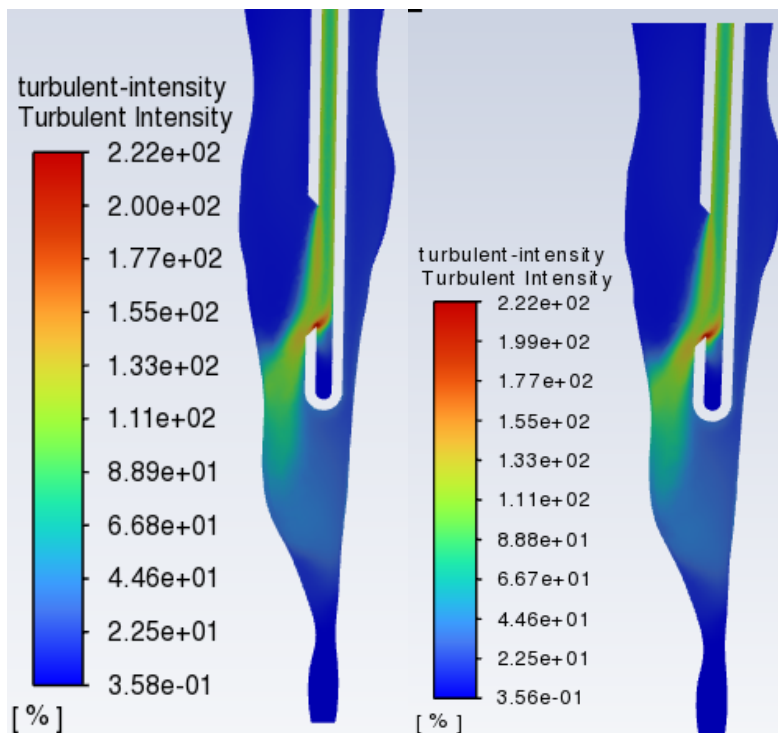 turbulent-intensity
Turbulent Intensity
2.22e+02
2.00e+02
1.77e+02
1.55e+02
1.33e+02
1.11e+02
8.89e+01
6.68e+01
4.46e+01
2.25e+01
3.58e-01
[ % ]
turbulent-intensity
Turbulent Intensity
2.22e+02
1.99e+02
1.77e+02
1.55e+02
1.33e+02
1.11e+02
8.88e+01
6.67e+01
4.46e+01
2.25e+01
3.56e-01
[ % ]